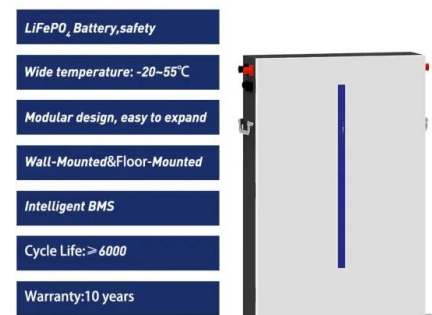 LiFePO₄ Battery,safety
Wide temperature: -20~55℃
Modular design, easy to expand
Wall-Mounted&Floor-Mounted
Intelligent BMS
Cycle Life:≥6000
Warranty:10 years